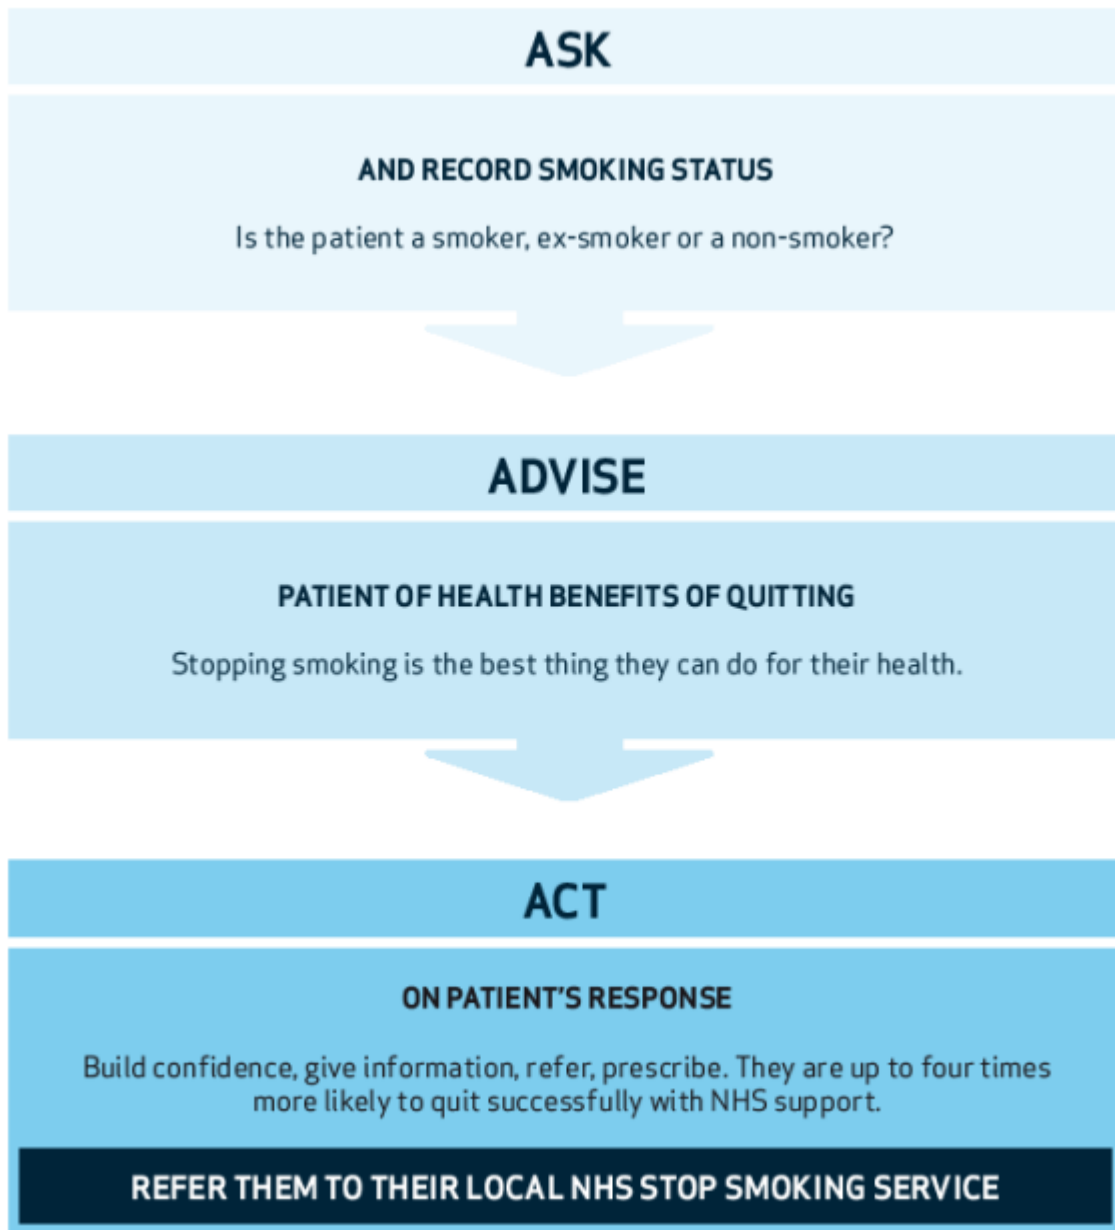 ASK
AND RECORD SMOKING STATUS
Is the patient a smoker, ex-smoker or a non-smoker?
ADVISE
PATIENT OF HEALTH BENEFITS OF QUITTING
Stopping smoking is the best thing they can do for their health.
ACT
ON PATIENT'S RESPONSE
Build confidence, give information, refer, prescribe. They are up to four times
more likely to quit successfully with NHS support.
REFER THEM TO THEIR LOCAL NHS STOP SMOKING SERVICE